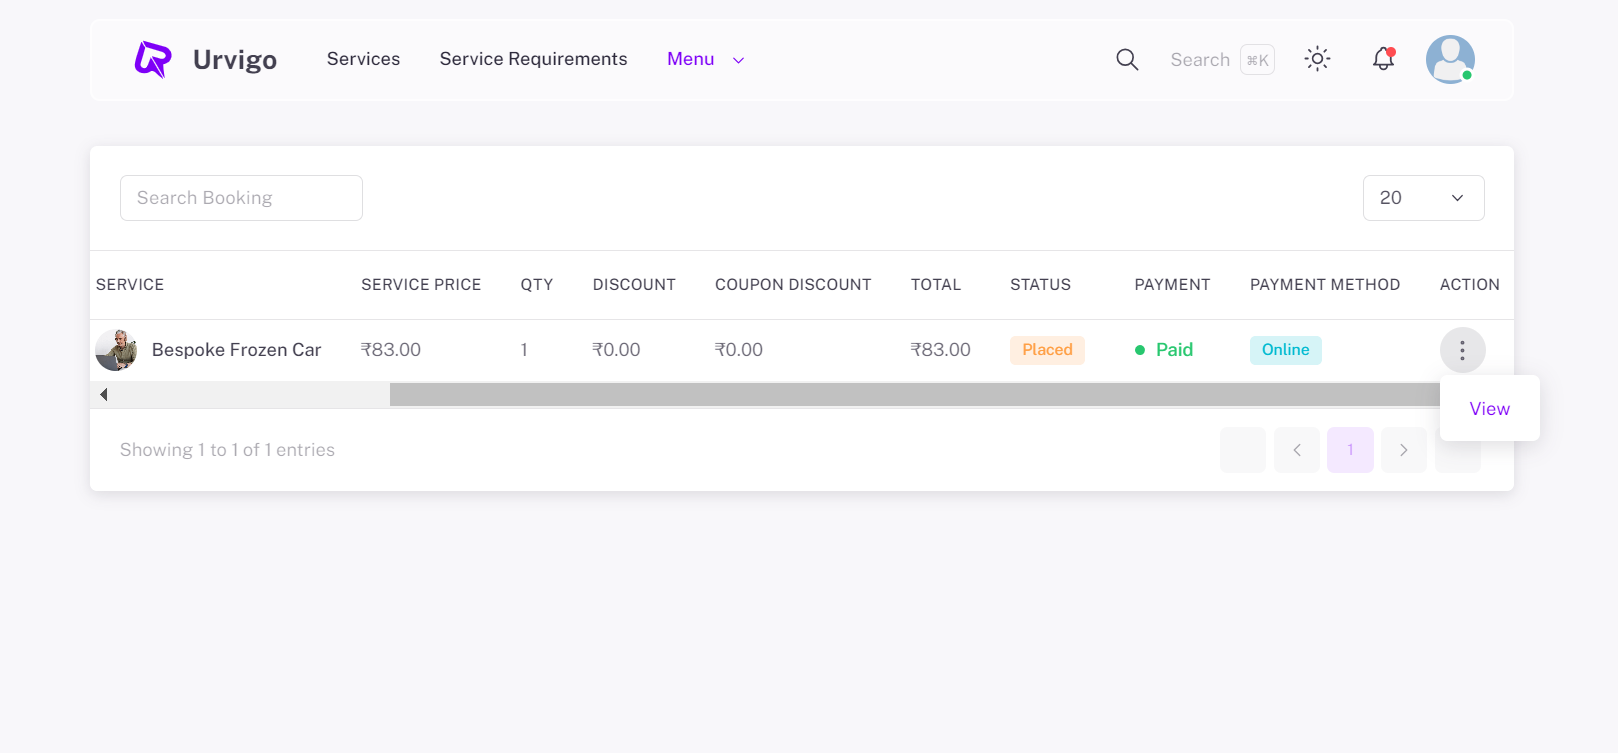 Urvigo Services Service Requirements Menu Search ⌘K
Search Booking 20
SERVICE SERVICE PRICE QTY DISCOUNT COUPON DISCOUNT TOTAL STATUS PAYMENT PAYMENT METHOD ACTION
Bespoke Frozen Car ₹83.00 1 ₹0.00 ₹0.00 ₹83.00 Placed Paid Online
View
Showing 1 to 1 of 1 entries 1